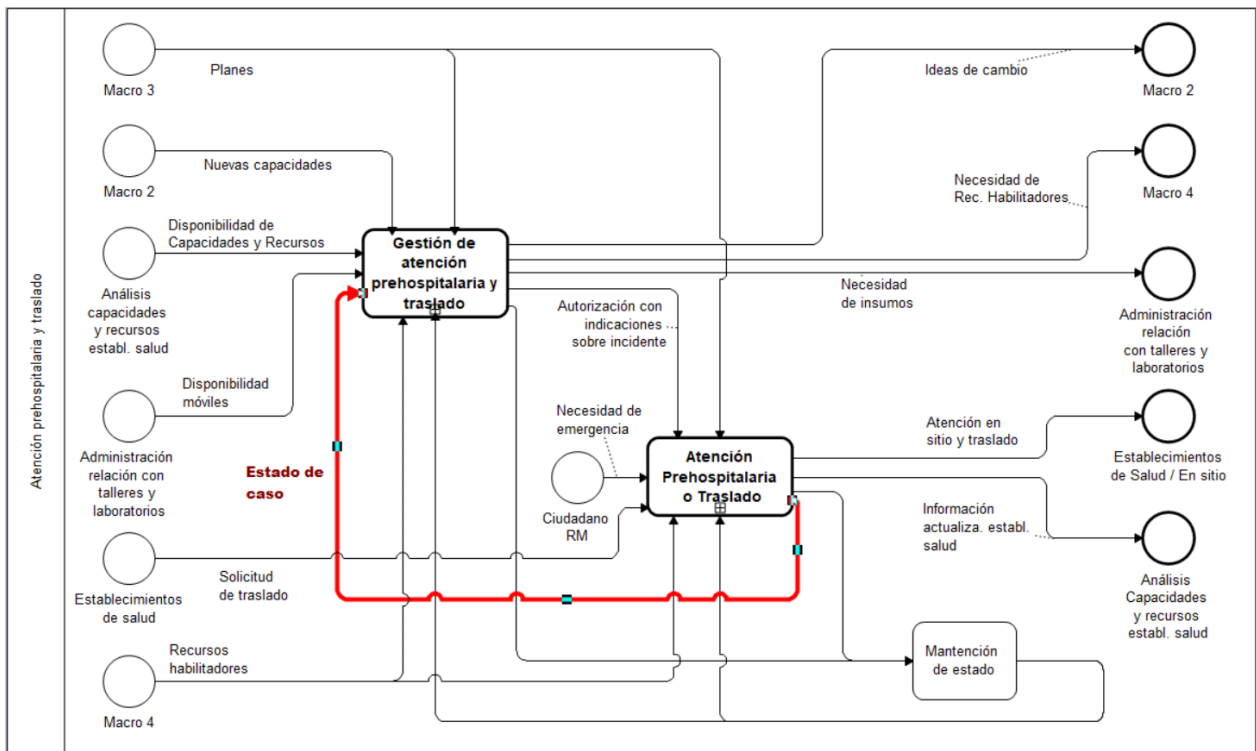 Atención prehospitalaria y traslado
Macro 3
Planes
Macro 2
Nuevas capacidades
Disponibilidad de
Capacidades y Recursos
Análisis
capacidades
y recursos
establ. salud
Disponibilidad
móviles
Administración
relación con
talleres y
laboratorios
Establecimientos
de salud
Solicitud
de traslado
Recursos
habilitadores
Macro 4
Gestión de
atención
prehospitalaria y
traslado
Estado de
caso
Autorización con
indicaciones
sobre incidente
Necesidad de
emergencia
Ciudadano
RM
Atención
Prehospitalaria
o Traslado
Mantención
de estado
Ideas de cambio
Macro 2
Necesidad de
Rec. Habilitadores
Macro 4
Necesidad
de insumos
Administración
relación
con talleres y
laboratorios
Atención en
sitio y traslado
Establecimientos
de Salud / En sitio
Información
actualiza. establ.
salud
Análisis
Capacidades
y recursos
establ. salud